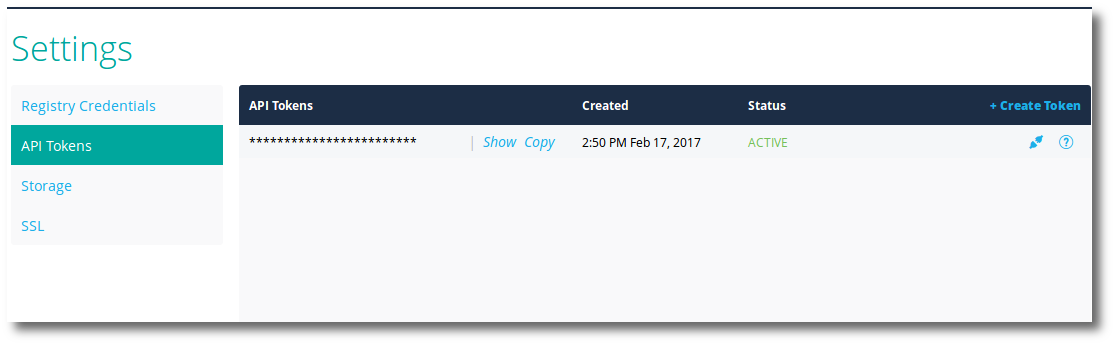 Settings
Registry Credentials
API Tokens
Storage
SSL
API Tokens Created Status + Create Token
************************ | Show Copy 2:50 PM Feb 17, 2017 ACTIVE ?